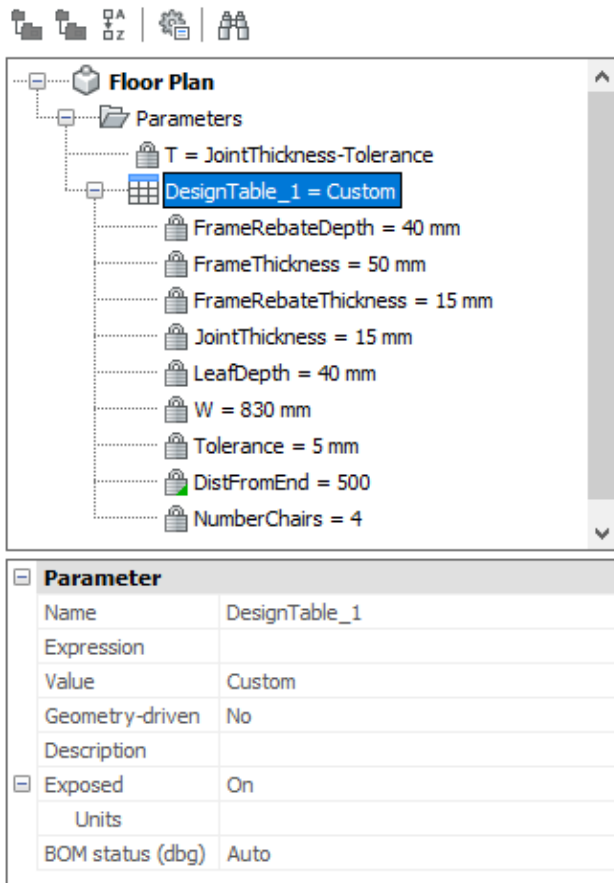 Floor Plan
Parameters
T = JointThickness-Tolerance
DesignTable_1 = Custom
FrameRebateDepth = 40 mm
FrameThickness = 50 mm
FrameRebateThickness = 15 mm
JointThickness = 15 mm
LeafDepth = 40 mm
W = 830 mm
Tolerance = 5 mm
DistFromEnd = 500
NumberChairs = 4
Parameter
Name DesignTable_1
Expression
Value Custom
Geometry-driven No
Description
Exposed On
Units
BOM status (dbg) Auto